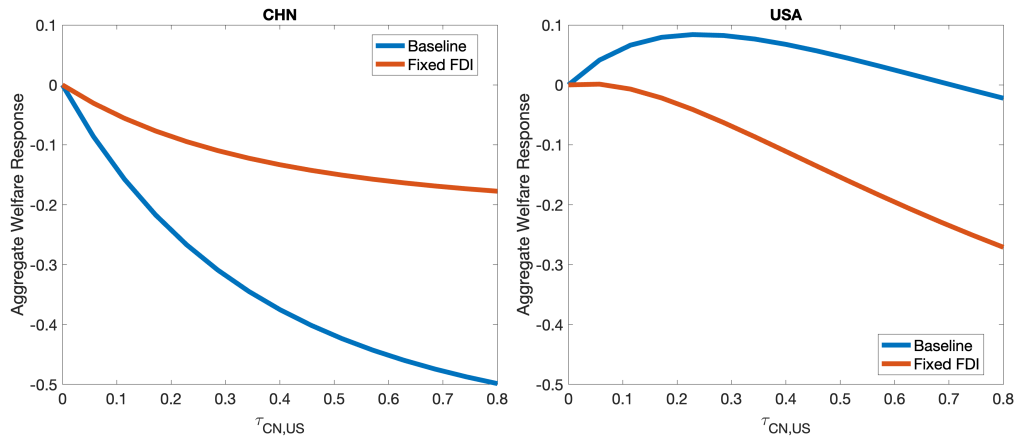 CHN
Baseline
Fixed FDI
Aggregate Welfare Response
0.1
0
-0.1
-0.2
-0.3
-0.4
-0.5
0 0.1 0.2 0.3 0.4 0.5 0.6 0.7 0.8
τCN,US
USA
Baseline
Fixed FDI
Aggregate Welfare Response
0.1
0
-0.1
-0.2
-0.3
-0.4
-0.5
0 0.1 0.2 0.3 0.4 0.5 0.6 0.7 0.8
τCN,US